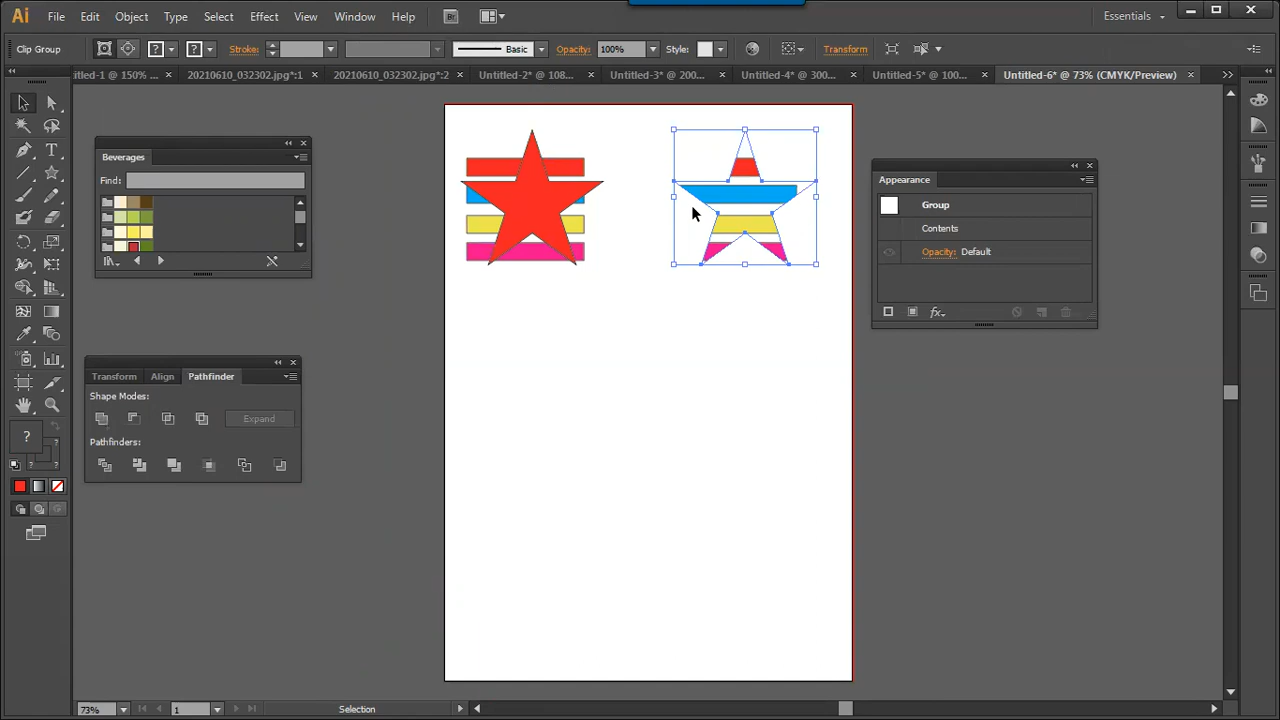 Ai File Edit Object Type Select Effect View Window Help Br Essentials
Clip Group ? ? Stroke: Basic Opacity: 100% Style: Transform
itled-1 @ 150% ... × 20210610_032302.jpg*:1 × 20210610_032302.jpg*:2 × Untitled-2* @ 108... × Untitled-3* @ 200... × Untitled-4* @ 300... × Untitled-5* @ 100... × Untitled-6* @ 73% (CMYK/Preview) ×
Beverages
Find:
Appearance
Group
Contents
Opacity: Default
fx
Transform Align Pathfinder
Shape Modes:
Expand
Pathfinders:
?
73% 1 Selection